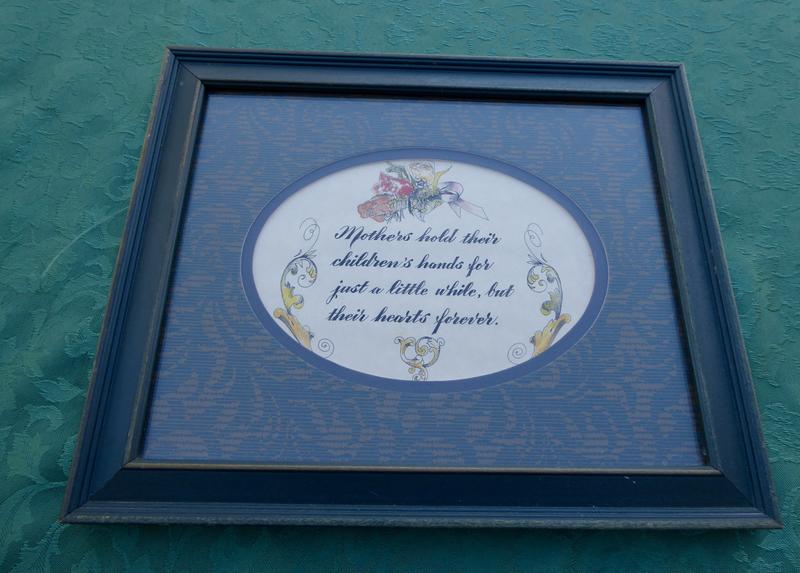 Mothers hold their
children's hands for
just a little while, but
their hearts forever.